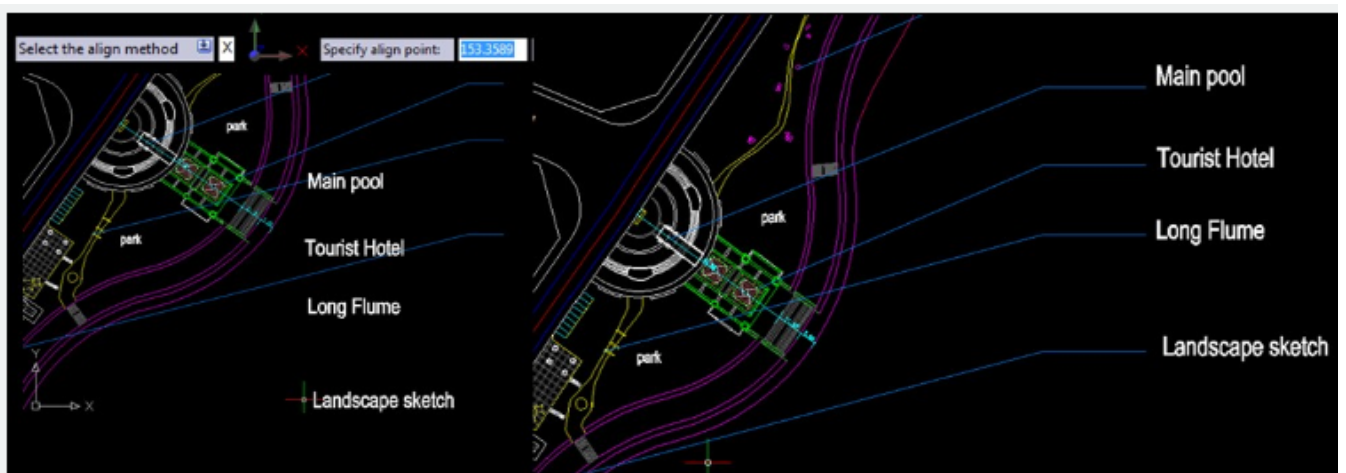 Select the align method X Specify align point: 153.3589
park
Main pool
park
Tourist Hotel
Long Flume
Y
X
Landscape sketch
Main pool
Tourist Hotel
park
Long Flume
park
Landscape sketch